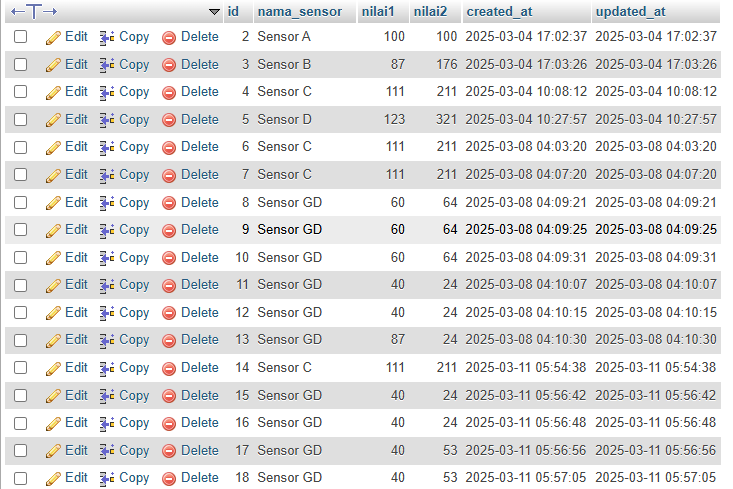 id nama_sensor nilai1 nilai2 created_at updated_at
Edit Copy Delete 2 Sensor A 100 100 2025-03-04 17:02:37 2025-03-04 17:02:37
Edit Copy Delete 3 Sensor B 87 176 2025-03-04 17:03:26 2025-03-04 17:03:26
Edit Copy Delete 4 Sensor C 111 211 2025-03-04 10:08:12 2025-03-04 10:08:12
Edit Copy Delete 5 Sensor D 123 321 2025-03-04 10:27:57 2025-03-04 10:27:57
Edit Copy Delete 6 Sensor C 111 211 2025-03-08 04:03:20 2025-03-08 04:03:20
Edit Copy Delete 7 Sensor C 111 211 2025-03-08 04:07:20 2025-03-08 04:07:20
Edit Copy Delete 8 Sensor GD 60 64 2025-03-08 04:09:21 2025-03-08 04:09:21
Edit Copy Delete 9 Sensor GD 60 64 2025-03-08 04:09:25 2025-03-08 04:09:25
Edit Copy Delete 10 Sensor GD 60 64 2025-03-08 04:09:31 2025-03-08 04:09:31
Edit Copy Delete 11 Sensor GD 40 24 2025-03-08 04:10:07 2025-03-08 04:10:07
Edit Copy Delete 12 Sensor GD 40 24 2025-03-08 04:10:15 2025-03-08 04:10:15
Edit Copy Delete 13 Sensor GD 87 24 2025-03-08 04:10:30 2025-03-08 04:10:30
Edit Copy Delete 14 Sensor C 111 211 2025-03-11 05:54:38 2025-03-11 05:54:38
Edit Copy Delete 15 Sensor GD 40 24 2025-03-11 05:56:42 2025-03-11 05:56:42
Edit Copy Delete 16 Sensor GD 40 24 2025-03-11 05:56:48 2025-03-11 05:56:48
Edit Copy Delete 17 Sensor GD 40 53 2025-03-11 05:56:56 2025-03-11 05:56:56
Edit Copy Delete 18 Sensor GD 40 53 2025-03-11 05:57:05 2025-03-11 05:57:05